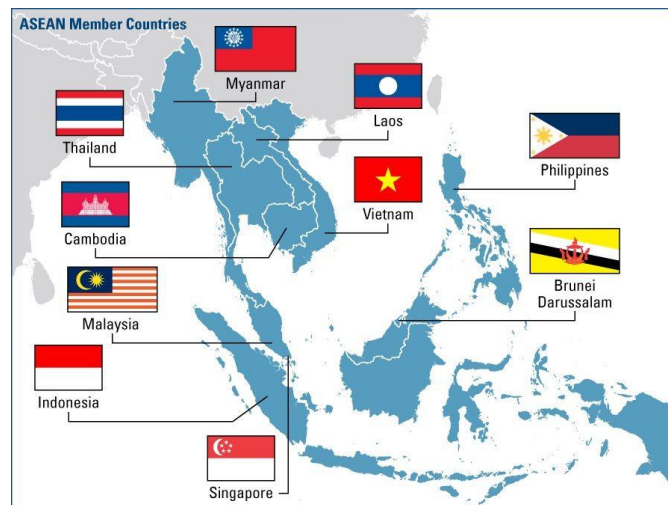 ASEAN Member Countries
Myanmar
Laos
Thailand
Philippines
Vietnam
Cambodia
Brunei
Darussalam
Malaysia
Indonesia
Singapore